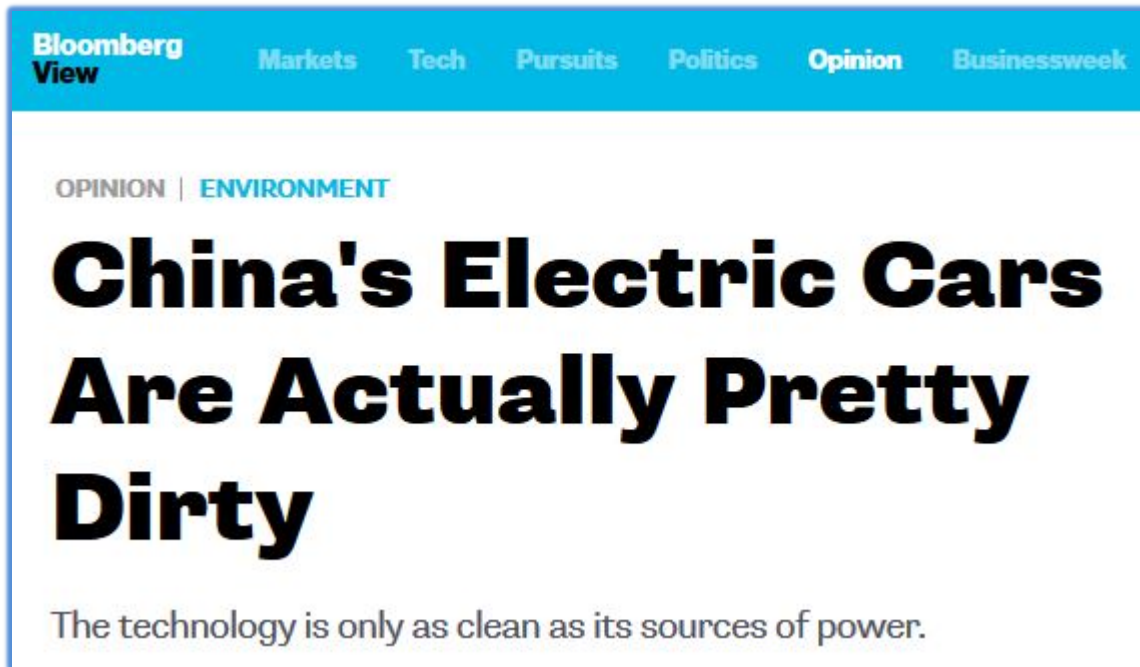 Bloomberg
View
Markets Tech Pursuits Politics Opinion Businessweek
OPINION | ENVIRONMENT
China's Electric Cars
Are Actually Pretty
Dirty
The technology is only as clean as its sources of power.